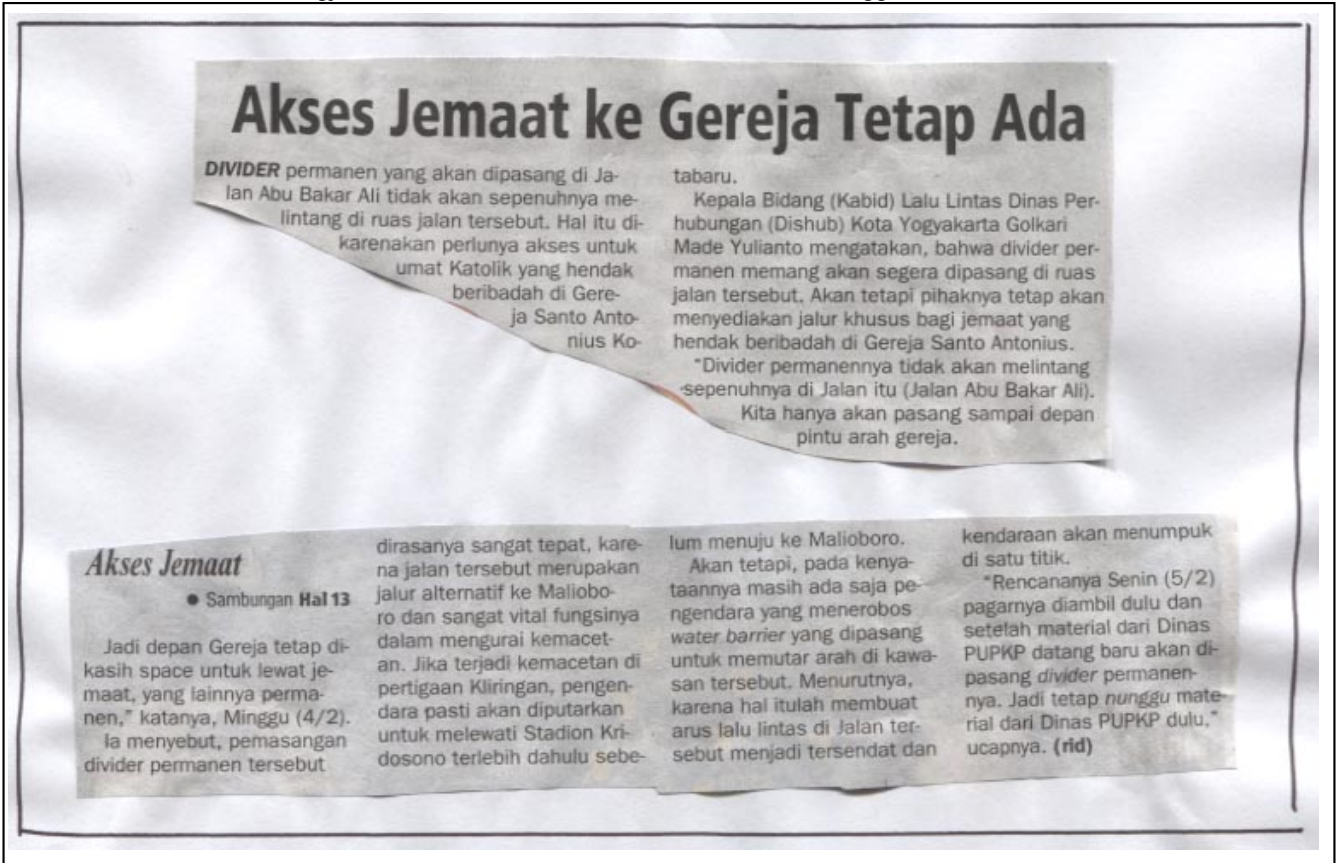 Akses Jemaat ke Gereja Tetap Ada
DIVIDER permanen yang akan dipasang di Ja-
lan Abu Bakar Ali tidak akan sepenuhnya me-
lintang di ruas jalan tersebut. Hal itu di-
karenakan perlunya akses untuk
umat Katolik yang hendak
beribadah di Gere-
ja Santo Anto-
nius Ko-
tabaru.
Kepala Bidang (Kabid) Lalu Lintas Dinas Per-
hubungan (Dishub) Kota Yogyakarta Golkari
Made Yulianto mengatakan, bahwa divider per-
manen memang akan segera dipasang di ruas
jalan tersebut. Akan tetapi pihaknya tetap akan
menyediakan jalur khusus bagi jemaat yang
hendak beribadah di Gereja Santo Antonius.
"Divider permanennya tidak akan melintang
sepenuhnya di Jalan itu (Jalan Abu Bakar Ali).
Kita hanya akan pasang sampai depan
pintu arah gereja.
Akses Jemaat
● Sambungan Hal 13
Jadi depan Gereja tetap di-
kasih space untuk lewat je-
maat, yang lainnya perma-
nen," katanya, Minggu (4/2).
Ia menyebut, pemasangan
divider permanen tersebut
dirasanya sangat tepat, kare-
na jalan tersebut merupakan
jalur alternatif ke Maliobo-
ro dan sangat vital fungsinya
dalam mengurai kemacet-
an. Jika terjadi kemacetan di
pertigaan Kliringan, pengen-
dara pasti akan diputarkan
untuk melewati Stadion Kri-
dosono terlebih dahulu sebe-
lum menuju ke Malioboro.
Akan tetapi, pada kenya-
taannya masih ada saja pe-
ngendara yang menerobos
water barrier yang dipasang
untuk memutar arah di kawa-
san tersebut. Menurutnya,
karena hal itulah membuat
arus lalu lintas di Jalan ter-
sebut menjadi tersendat dan
kendaraan akan menumpuk
di satu titik.
"Rencananya Senin (5/2)
pagarnya diambil dulu dan
setelah material dari Dinas
PUPKP datang baru akan di-
pasang divider permanen-
nya. Jadi tetap nunggu mate-
rial dari Dinas PUPKP dulu,"
ucapnya. (rid)